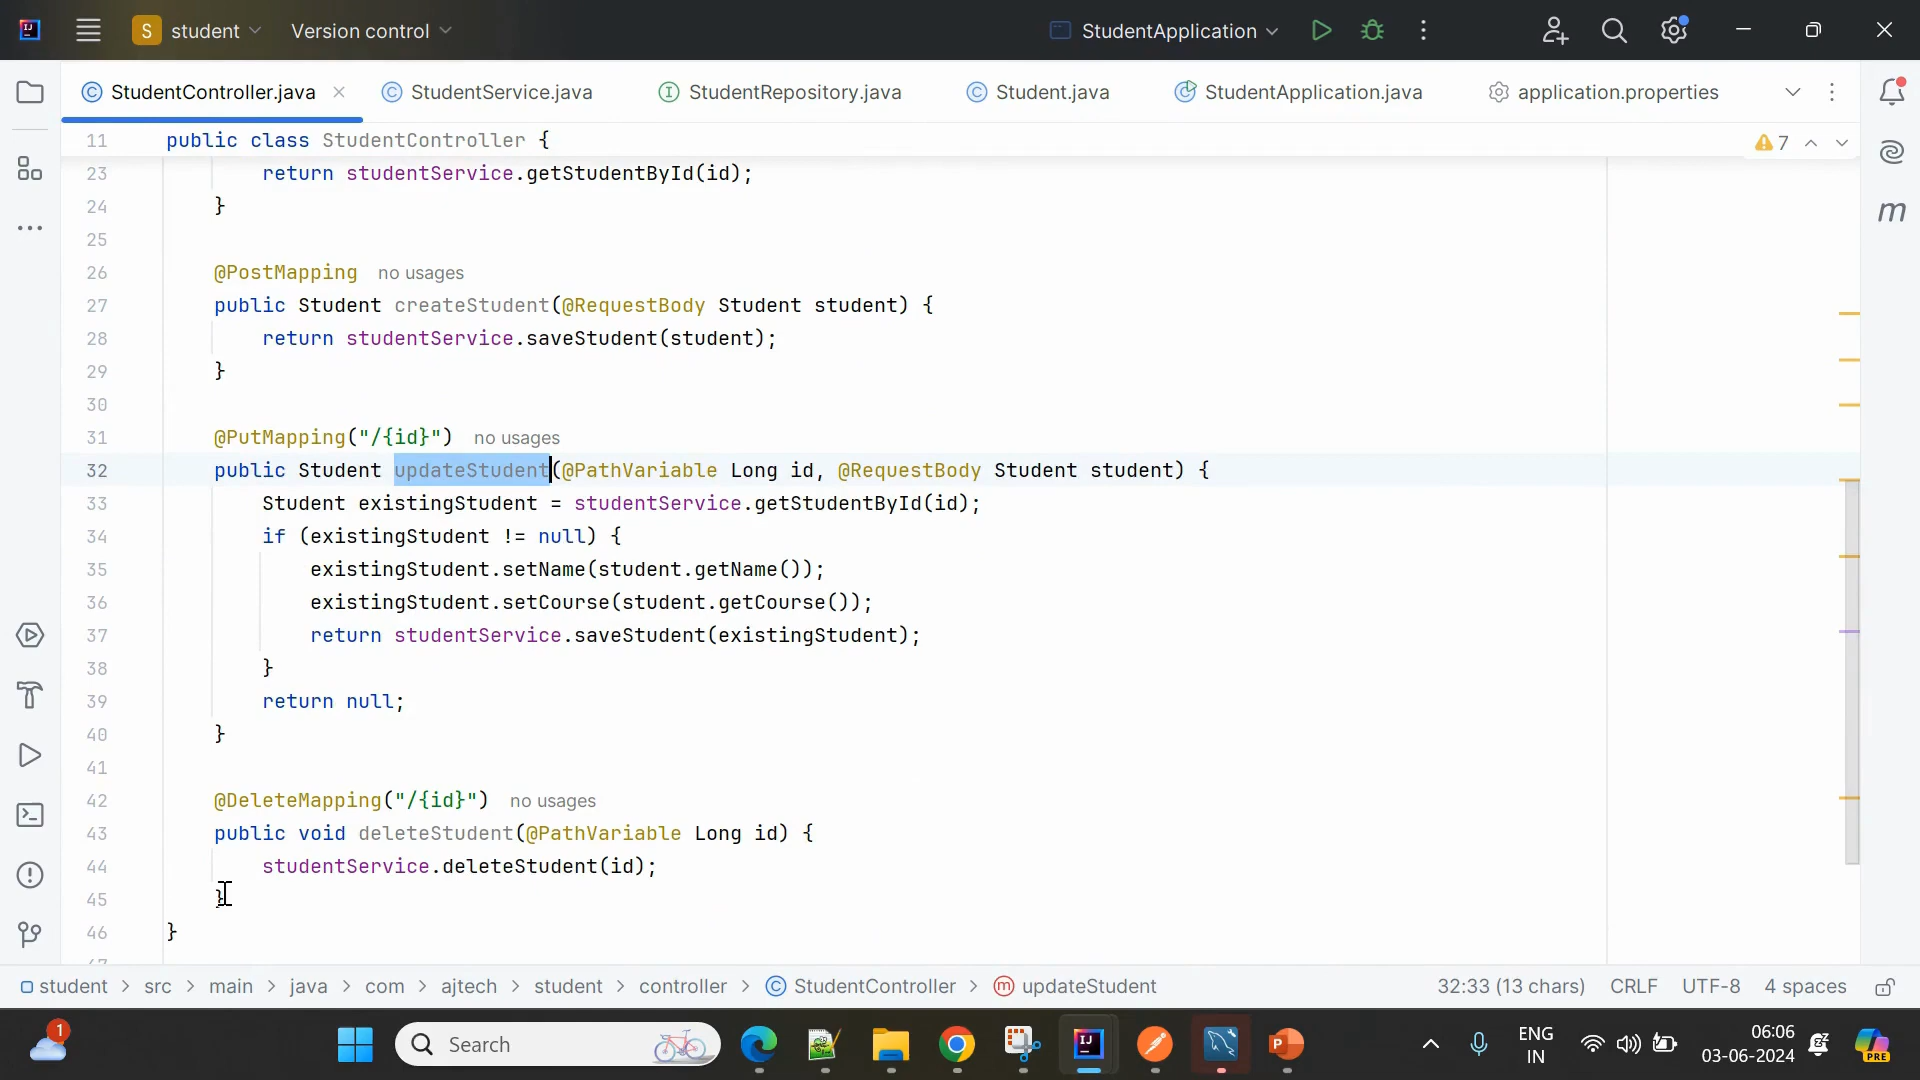 S student Version control StudentApplication
StudentController.java StudentService.java StudentRepository.java Student.java StudentApplication.java application.properties
11 public class StudentController { 7
23 return studentService.getStudentById(id);
24 }
25
26 @PostMapping no usages
27 public Student createStudent(@RequestBody Student student) {
28 return studentService.saveStudent(student);
29 }
30
31 @PutMapping("/{id}") no usages
32 public Student updateStudent(@PathVariable Long id, @RequestBody Student student) {
33 Student existingStudent = studentService.getStudentById(id);
34 if (existingStudent != null) {
35 existingStudent.setName(student.getName());
36 existingStudent.setCourse(student.getCourse());
37 return studentService.saveStudent(existingStudent);
38 }
39 return null;
40 }
41
42 @DeleteMapping("/{id}") no usages
43 public void deleteStudent(@PathVariable Long id) {
44 studentService.deleteStudent(id);
45 }
46 }
student > src > main > java > com > ajtech > student > controller > StudentController > updateStudent 32:33 (13 chars) CRLF UTF-8 4 spaces
1 Search ENG IN 06:06 03-06-2024 PRE